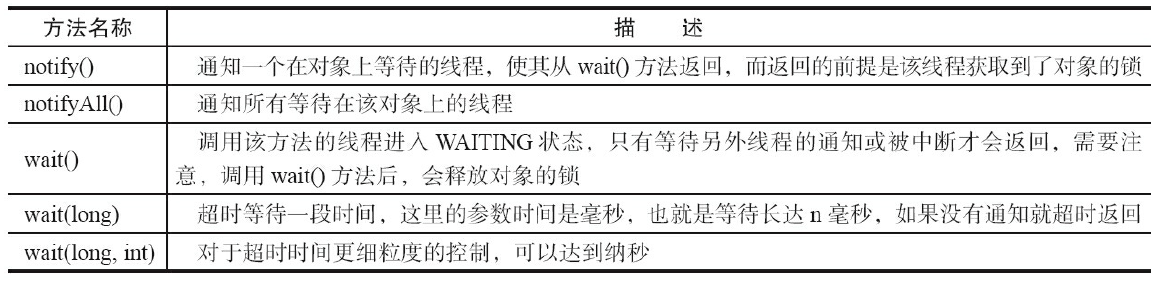 方法名称 描 述
notify() 通知一个在对象上等待的线程，使其从 wait() 方法返回，而返回的前提是该线程获取到了对象的锁
notifyAll() 通知所有等待在该对象上的线程
wait() 调用该方法的线程进入 WAITING 状态，只有等待另外线程的通知或被中断才会返回，需要注
意，调用 wait() 方法后，会释放对象的锁
wait(long) 超时等待一段时间，这里的参数时间是毫秒，也就是等待长达 n 毫秒，如果没有通知就超时返回
wait(long, int) 对于超时时间更细粒度的控制，可以达到纳秒